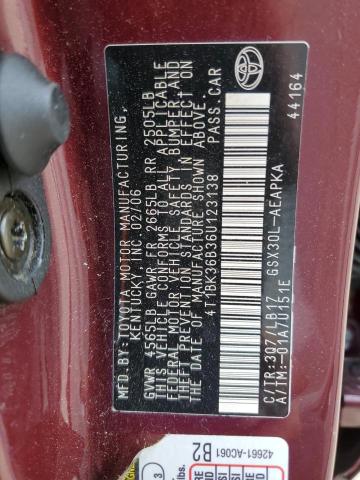 MFD. BY: TOYOTA MOTOR MANUFACTURING,
KENTUCKY, INC. 02/06
GVWR 4565LB GAWR FR 2665LB RR 2505LB
THIS VEHICLE CONFORMS TO ALL APPLICABLE
FEDERAL MOTOR VEHICLE SAFETY, BUMPER, AND
THEFT PREVENTION STANDARDS IN EFFECT ON
THE DATE OF MANUFACTURE SHOWN ABOVE.
4T1BK36B36U123138 PASS. CAR
C/TR: 3Q7/LB17 GSX30L-AEAPKA
A/TM: -01A/U151E 44164
42661-AC061
B2
3
lbs.